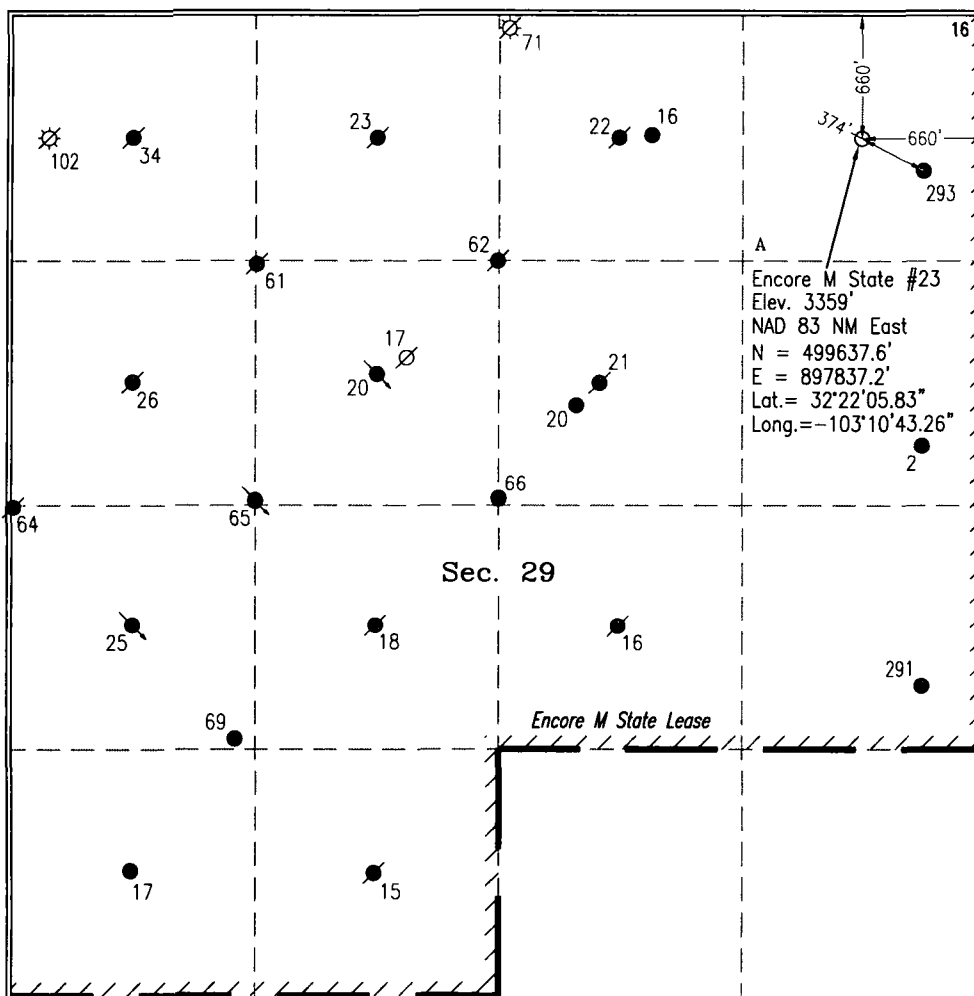 71
16
660'
23
22
16
374'
660'
102
34
293
62
A
61
Encore M State #23
Elev. 3359'
NAD 83 NM East
N = 499637.6'
E = 897837.2'
Lat.= 32°22'05.83"
Long.=-103°10'43.26"
17
20
21
26
20
2
66
64
65
Sec. 29
25
18
16
291
69
Encore M State Lease
17
15